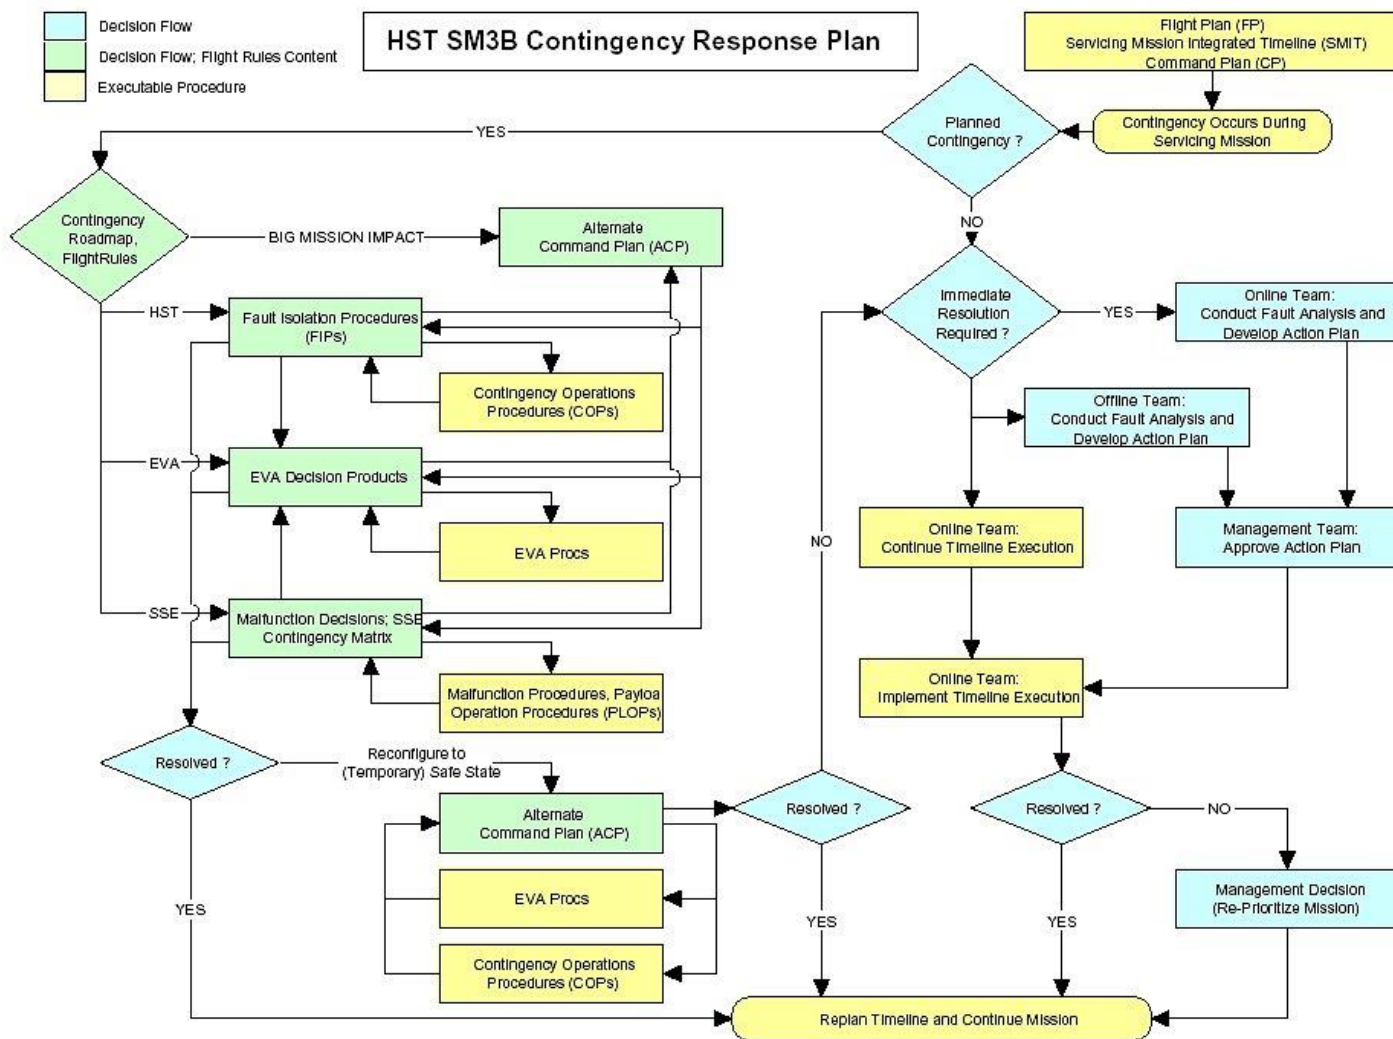 Decision Flow
Decision Flow; Flight Rules Content
Executable Procedure
HST SM3B Contingency Response Plan
Flight Plan (FP)
Servicing Mission Integrated Timeline (SMIT)
Command Plan (CP)
Contingency Occurs During
Servicing Mission
Planned
Contingency ?
YES
NO
Contingency
Roadmap,
FlightRules
BIG MISSION IMPACT
Alternate
Command Plan (ACP)
HST
Fault Isolation Procedures
(FIPs)
Contingency Operations
Procedures (COPs)
EVA
EVA Decision Products
EVA Procs
SSE
Malfunction Decisions; SSE
Contingency Matrix
Malfunction Procedures, Payloa
Operation Procedures (PLOPs)
Immediate
Resolution
Required ?
YES
Online Team:
Conduct Fault Analysis and
Develop Action Plan
Offline Team:
Conduct Fault Analysis and
Develop Action Plan
Online Team:
Continue Timeline Execution
Management Team:
Approve Action Plan
NO
Online Team:
Implement Timeline Execution
Resolved ?
Reconfigure to
(Temporary) Safe State
Alternate
Command Plan (ACP)
Resolved ?
Resolved ?
NO
EVA Procs
Management Decision
(Re-Prioritize Mission)
YES
YES
YES
Contingency Operations
Procedures (COPs)
Replan Timeline and Continue Mission